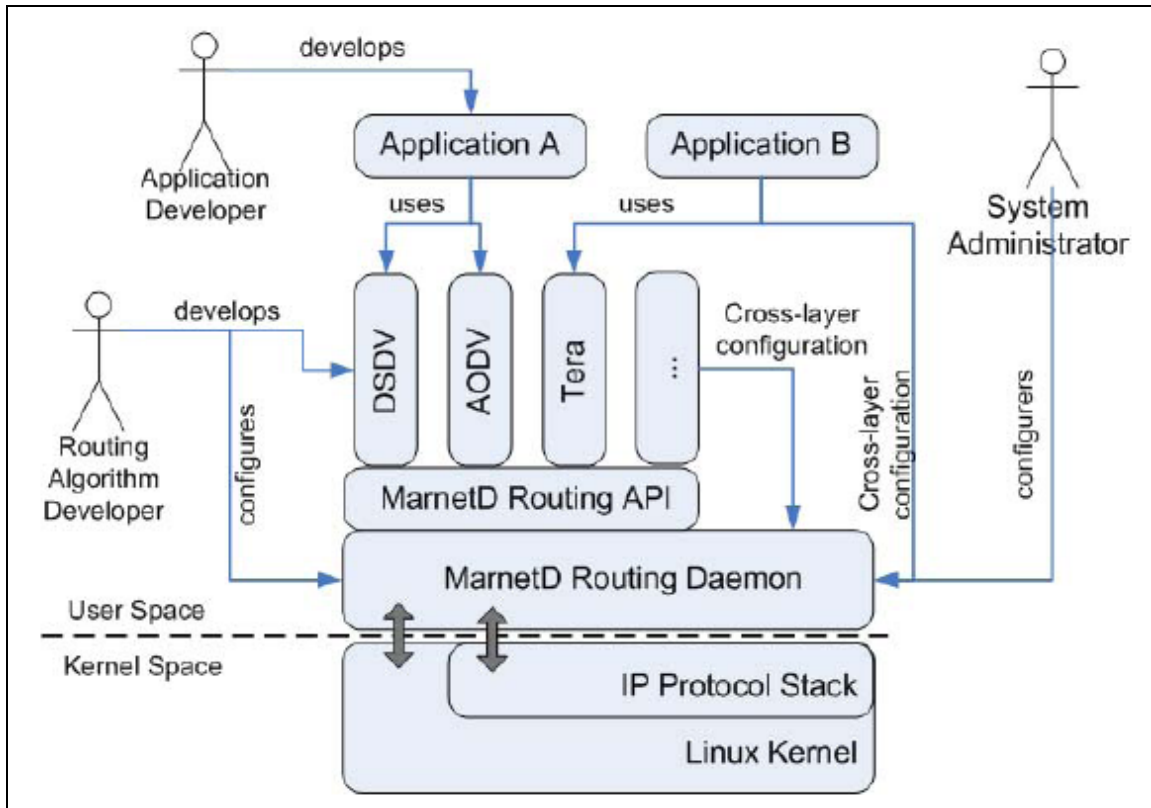 develops
Application A
Application B
Application
Developer
uses
uses
System
Administrator
develops
DSDV
AODV
Tera
...
Cross-layer
configuration
Cross-layer
configuration
configurers
configures
Routing
Algorithm
Developer
MarnetD Routing API
MarnetD Routing Daemon
User Space
Kernel Space
IP Protocol Stack
Linux Kernel